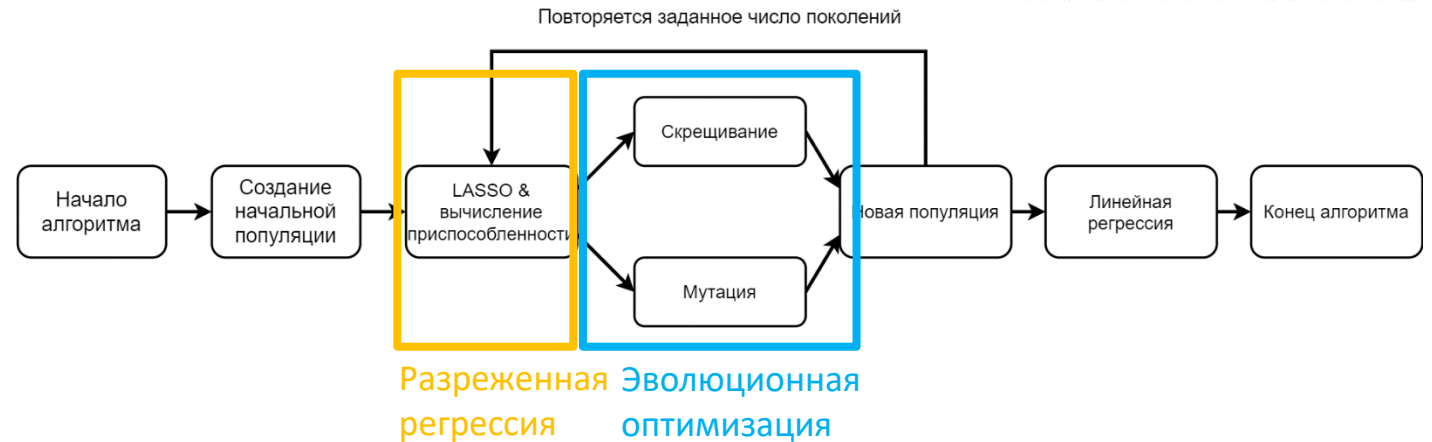 Повторяется заданное число поколений
Начало
алгоритма
Создание
начальной
популяции
LASSO &
вычисление
приспособленности
Скрещивание
Мутация
Новая популяция
Линейная
регрессия
Конец алгоритма
Разреженная
регрессия
Эволюционная
оптимизация